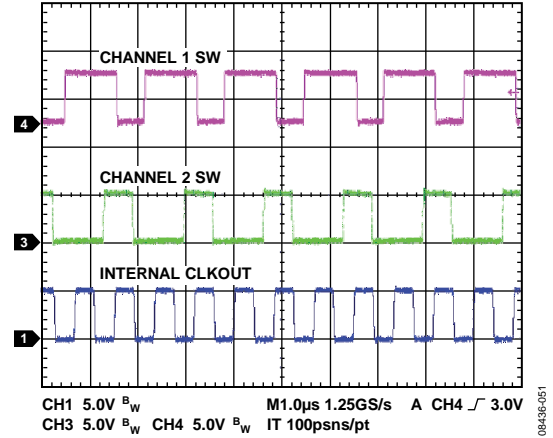 CHANNEL 1 SW
4
CHANNEL 2 SW
3
INTERNAL CLKOUT
1
CH1 5.0V BW M1.0µs 1.25GS/s A CH4 3.0V
CH3 5.0V BW CH4 5.0V BW IT 100psns/pt
08436-051